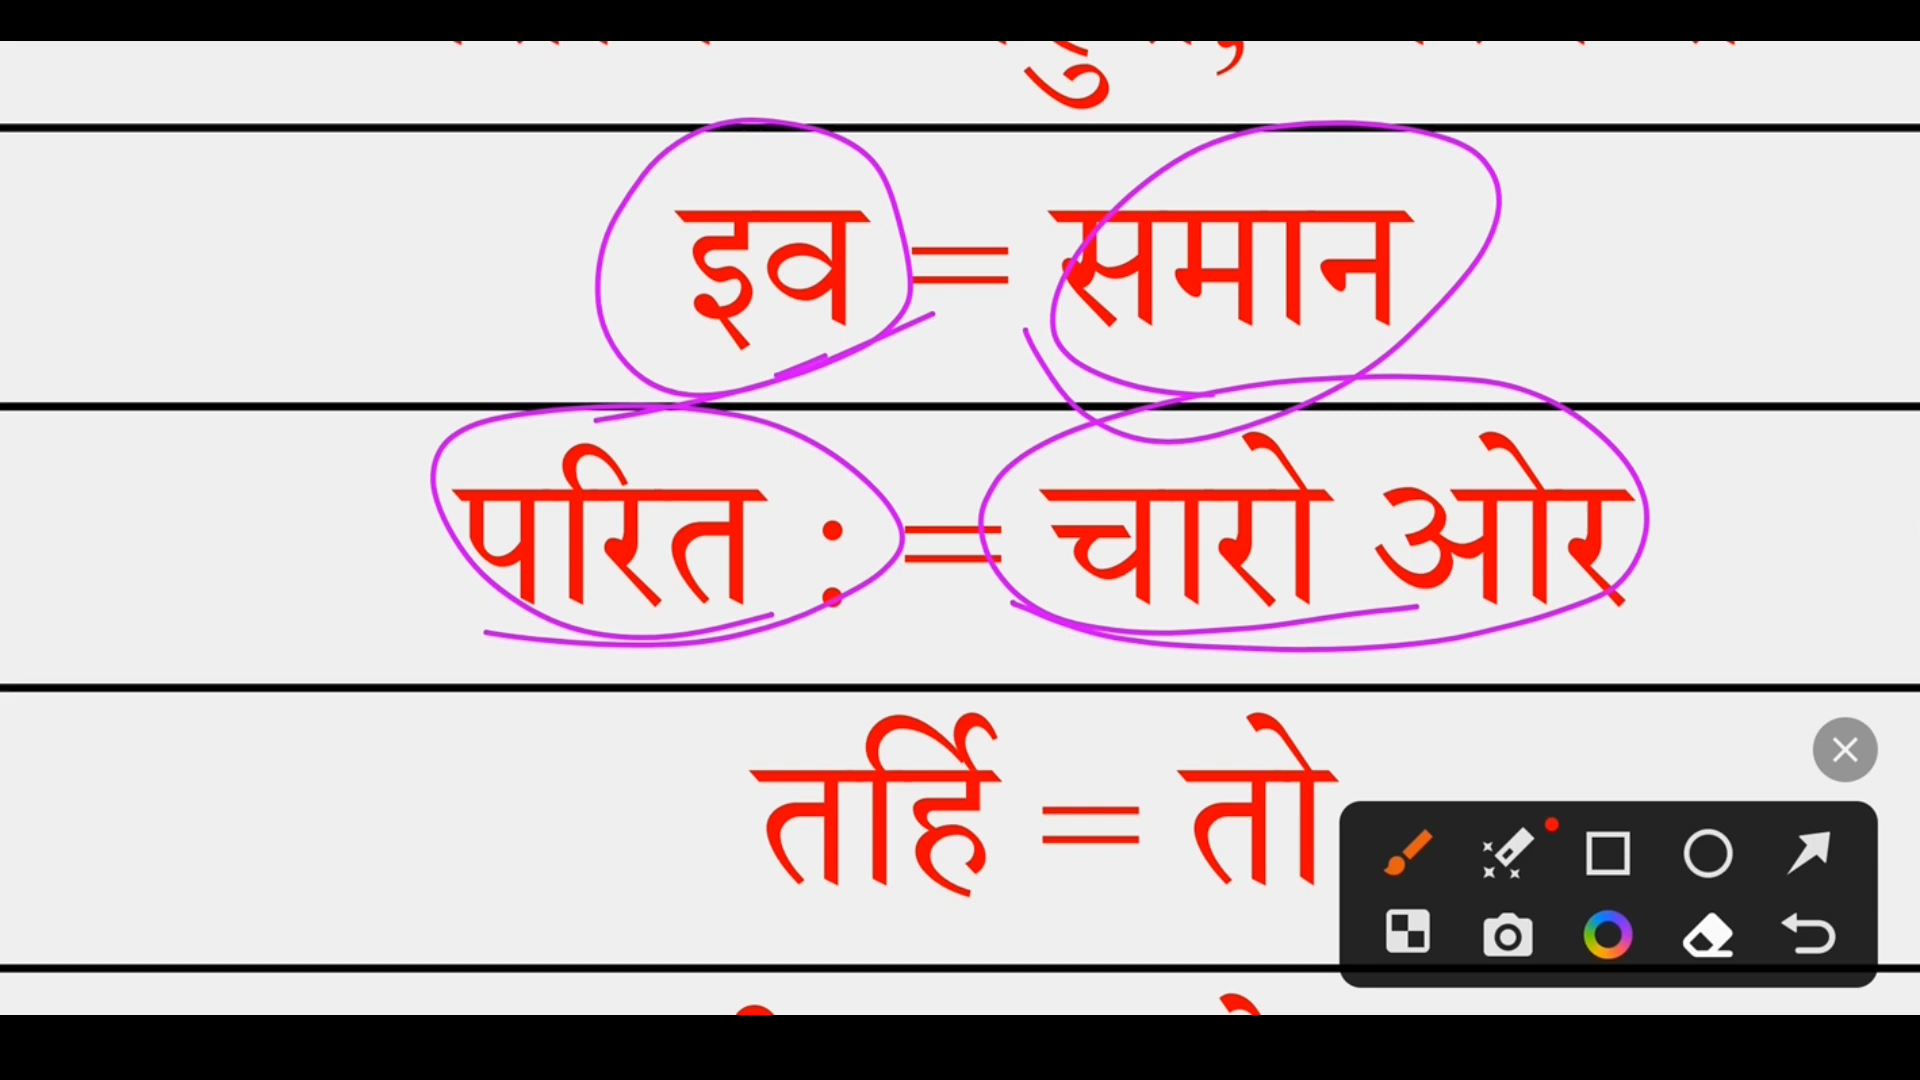 इव = समान
परित : = चारो ओर
तर्हि = तो